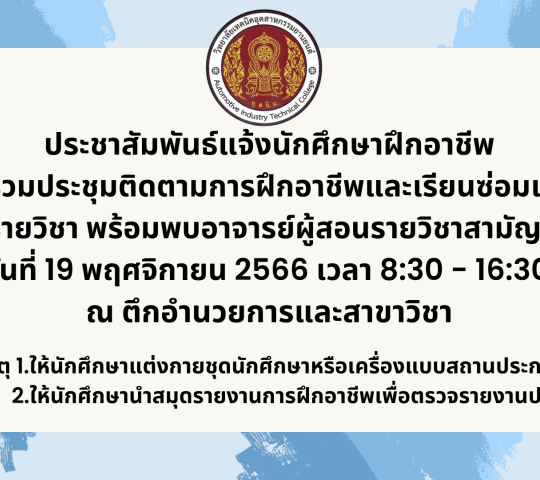 วิทยาลัยเทคนิคอุตสาหกรรมยานยนต์
Automotive Industry Technical College
ประชาสัมพันธ์แจ้งนักศึกษาฝึกอาชีพ
วมประชุมติดตามการฝึกอาชีพและเรียนซ่อมเ
ายวิชา พร้อมพบอาจารย์ผู้สอนรายวิชาสามัญ
ันที่ 19 พฤศจิกายน 2566 เวลา 8:30 - 16:30
ณ ตึกอำนวยการและสาขาวิชา
ตุ 1.ให้นักศึกษาแต่งกายชุดนักศึกษาหรือเครื่องแบบสถานประก
2.ให้นักศึกษานำสมุดรายงานการฝึกอาชีพเพื่อตรวจรายงานป